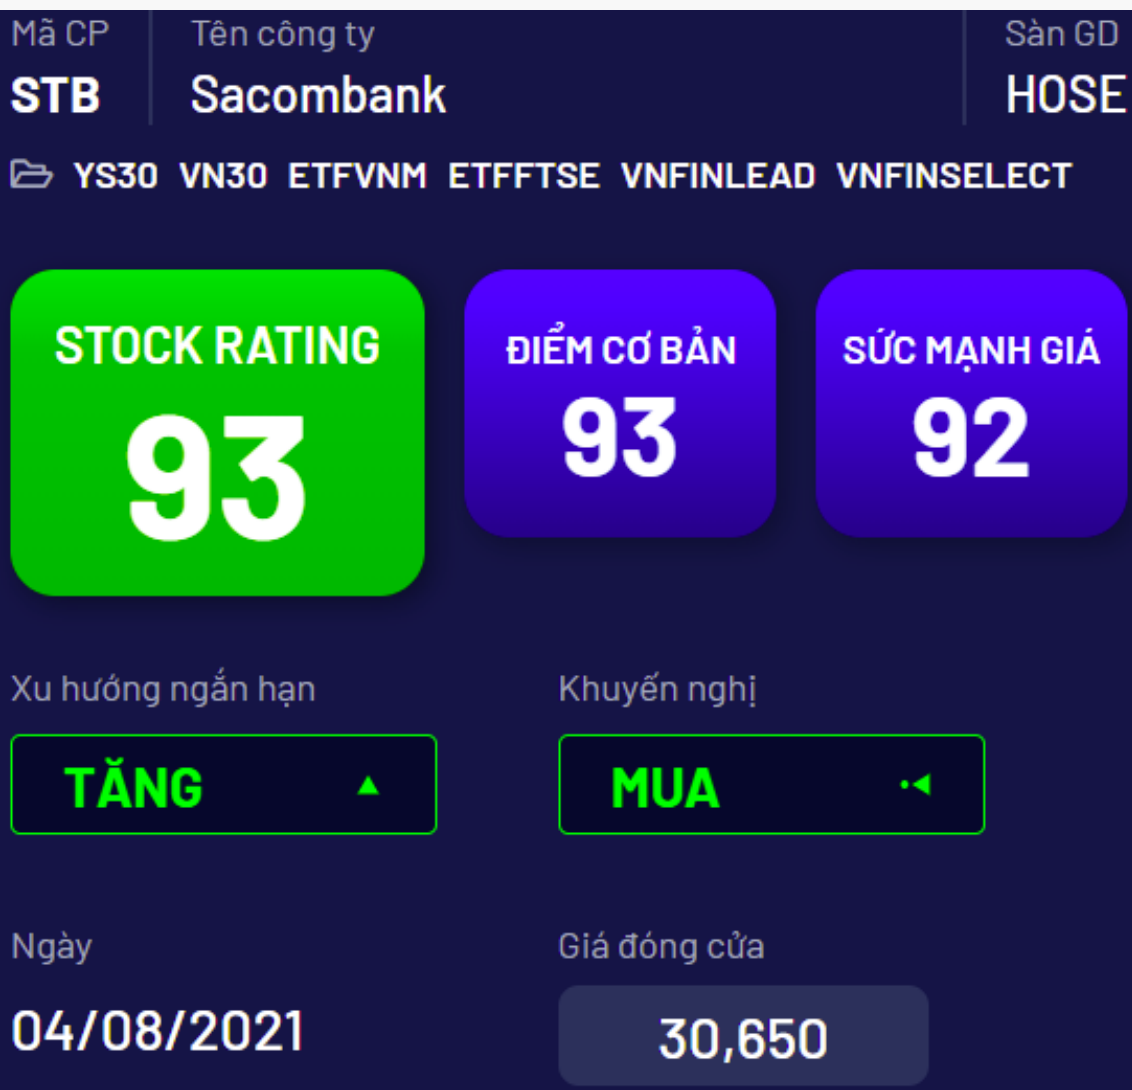 Mã CP Tên công ty Sàn GD
STB Sacombank HOSE
YS30 VN30 ETFVNM ETFFTSE VNFINLEAD VNFINSELECT
STOCK RATING
93
ĐIỂM CƠ BẢN
93
SỨC MẠNH GIÁ
92
Xu hướng ngắn hạn Khuyến nghị
TĂNG MUA
Ngày Giá đóng cửa
04/08/2021 30,650